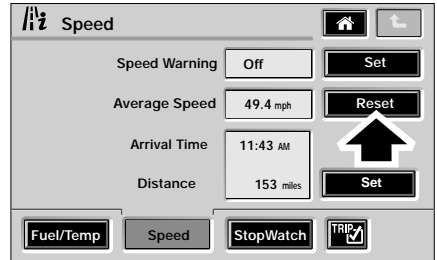 Speed
Speed Warning Off Set
Average Speed 49.4 mph Reset
Arrival Time 11:43 AM
Distance 153 miles Set
Fuel/Temp Speed StopWatch TRIP